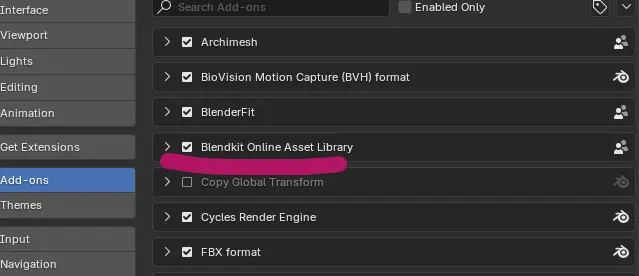 Interface
Search Add-ons
Enabled Only
Viewport
Archimesh
Lights
BioVision Motion Capture (BVH) format
Editing
Animation
BlenderFit
Get Extensions
Blendkit Online Asset Library
Add-ons
Copy Global Transform
Themes
Cycles Render Engine
Input
FBX format
Navigation